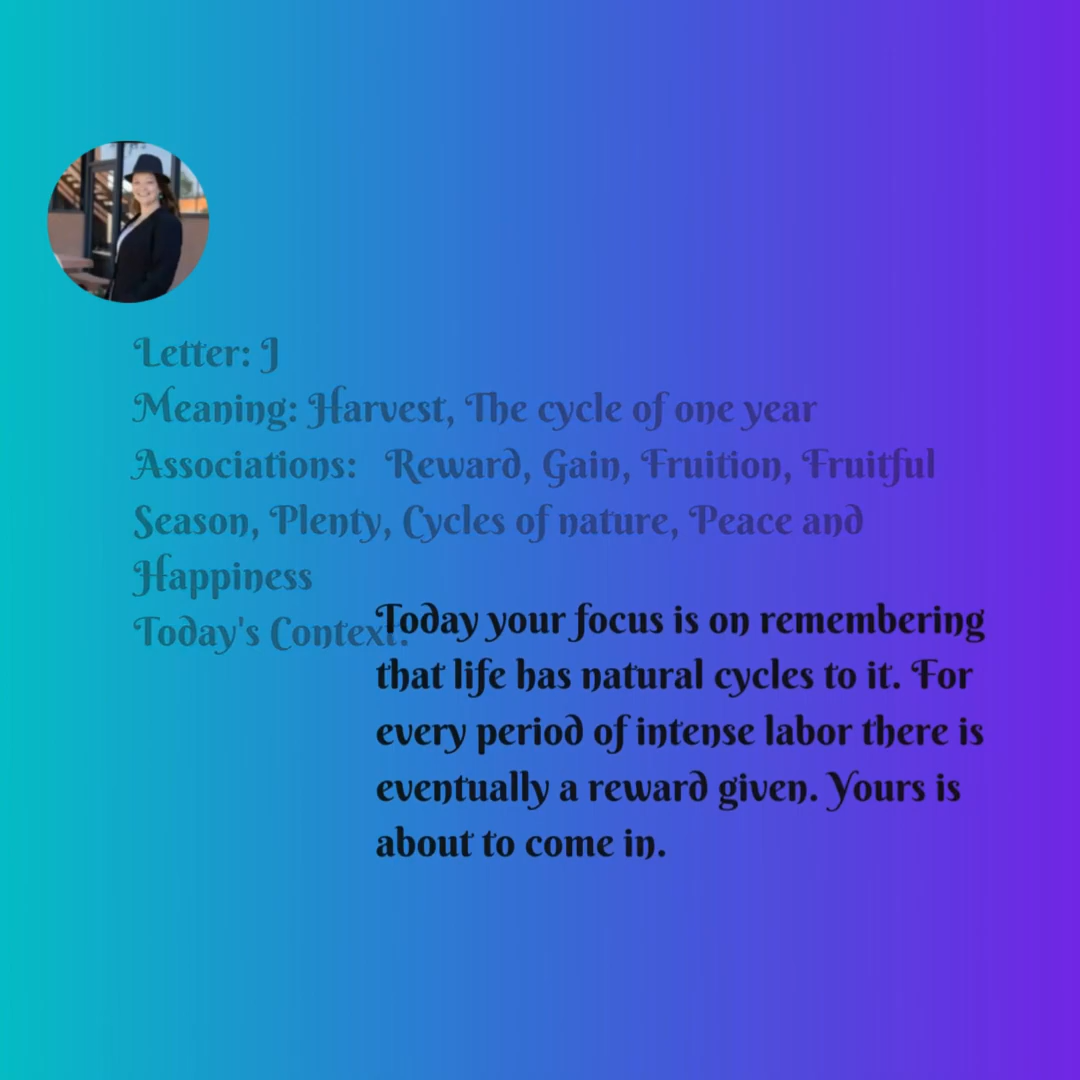 Letter: J
Meaning: Harvest, The cycle of one year
Associations: Reward, Gain, Fruition, Fruitful
Season, Plenty, Cycles of nature, Peace and
Happiness
Today's Context:
Today your focus is on remembering
that life has natural cycles to it. For
every period of intense labor there is
eventually a reward given. Yours is
about to come in.